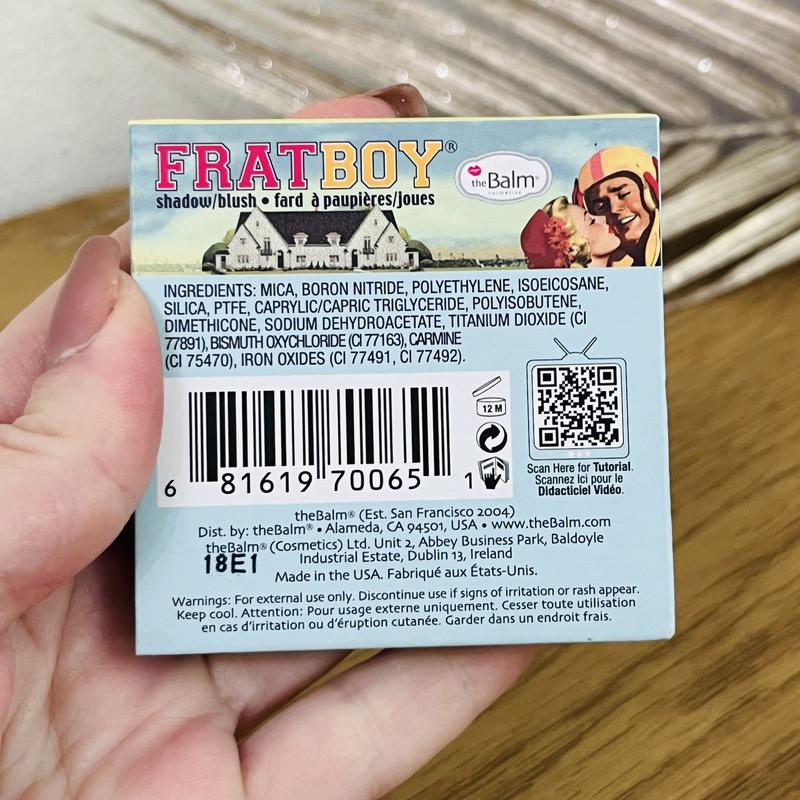 FRATBOY®
shadow/blush • fard à paupières/joues
theBalm®
cosmetics
INGREDIENTS: MICA, BORON NITRIDE, POLYETHYLENE, ISOEICOSANE,
SILICA, PTFE, CAPRYLIC/CAPRIC TRIGLYCERIDE, POLYISOBUTENE,
DIMETHICONE, SODIUM DEHYDROACETATE, TITANIUM DIOXIDE (CI
77891), BISMUTH OXYCHLORIDE (CI 77163), CARMINE
(CI 75470), IRON OXIDES (CI 77491, CI 77492).
12 M
6 81619 70065 1
Scan Here for Tutorial.
Scannez ici pour le
Didacticiel Vidéo.
theBalm® (Est. San Francisco 2004)
Dist. by: theBalm® • Alameda, CA 94501, USA • www.theBalm.com
theBalm® (Cosmetics) Ltd. Unit 2, Abbey Business Park, Baldoyle
Industrial Estate, Dublin 13, Ireland
18E1
Made in the USA. Fabriqué aux États-Unis.
Warnings: For external use only. Discontinue use if signs of irritation or rash appear.
Keep cool. Attention: Pour usage externe uniquement. Cesser toute utilisation
en cas d'irritation ou d'éruption cutanée. Garder dans un endroit frais.